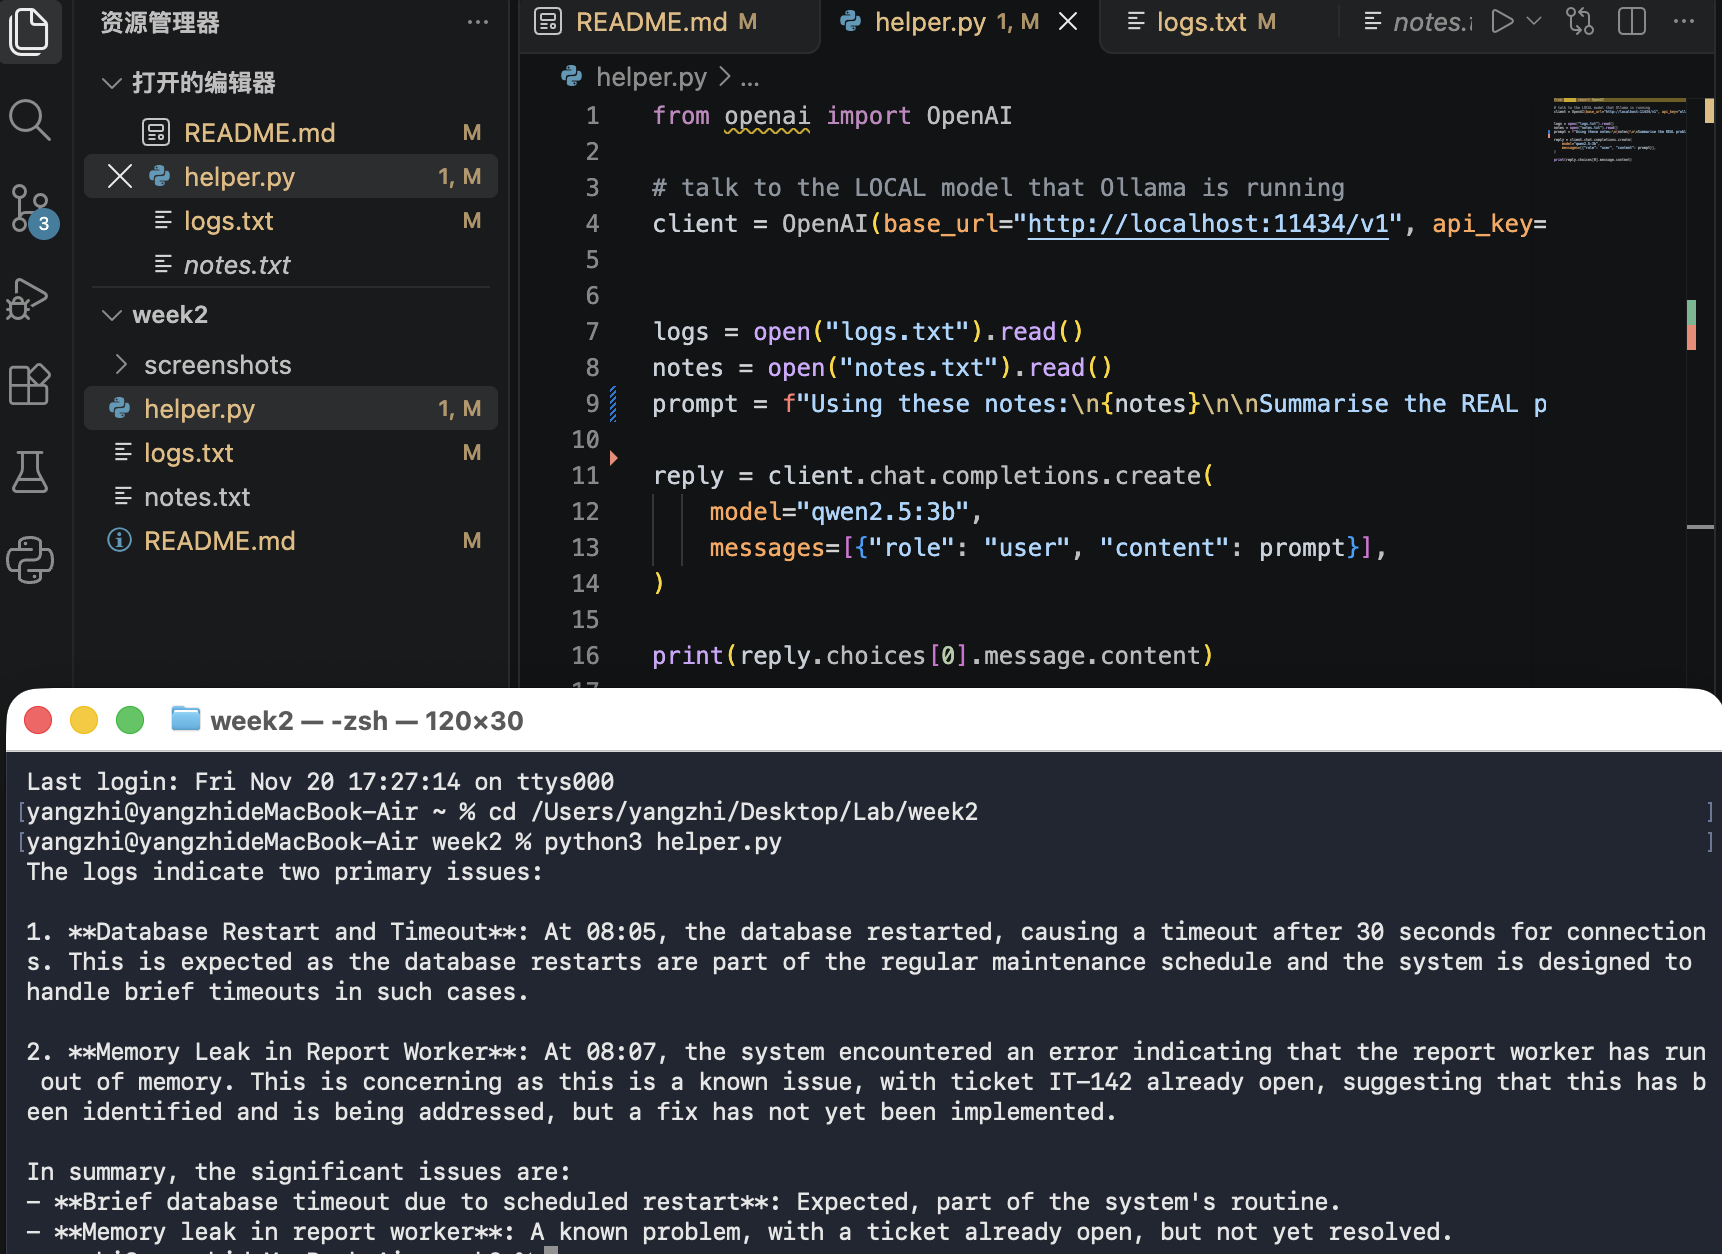 资源管理器 ···
打开的编辑器
README.md M
helper.py 1, M
logs.txt M
notes.txt
week2
screenshots
helper.py 1, M
logs.txt M
notes.txt
README.md M
3
README.md M helper.py 1, M logs.txt M notes.t
helper.py > ...
1 from openai import OpenAI
2
3 # talk to the LOCAL model that Ollama is running
4 client = OpenAI(base_url="http://localhost:11434/v1", api_key=
5
6
7 logs = open("logs.txt").read()
8 notes = open("notes.txt").read()
9 prompt = f"Using these notes:\n{notes}\n\nSummarise the REAL p
10
11 reply = client.chat.completions.create(
12 model="qwen2.5:3b",
13 messages=[{"role": "user", "content": prompt}],
14 )
15
16 print(reply.choices[0].message.content)
17
week2 — -zsh — 120×30
Last login: Fri Nov 20 17:27:14 on ttys000
[yangzhi@yangzhideMacBook-Air ~ % cd /Users/yangzhi/Desktop/Lab/week2 ]
[yangzhi@yangzhideMacBook-Air week2 % python3 helper.py ]
The logs indicate two primary issues:
1. **Database Restart and Timeout**: At 08:05, the database restarted, causing a timeout after 30 seconds for connection
s. This is expected as the database restarts are part of the regular maintenance schedule and the system is designed to
handle brief timeouts in such cases.
2. **Memory Leak in Report Worker**: At 08:07, the system encountered an error indicating that the report worker has run
out of memory. This is concerning as this is a known issue, with ticket IT-142 already open, suggesting that this has b
een identified and is being addressed, but a fix has not yet been implemented.
In summary, the significant issues are:
- **Brief database timeout due to scheduled restart**: Expected, part of the system's routine.
- **Memory leak in report worker**: A known problem, with a ticket already open, but not yet resolved.